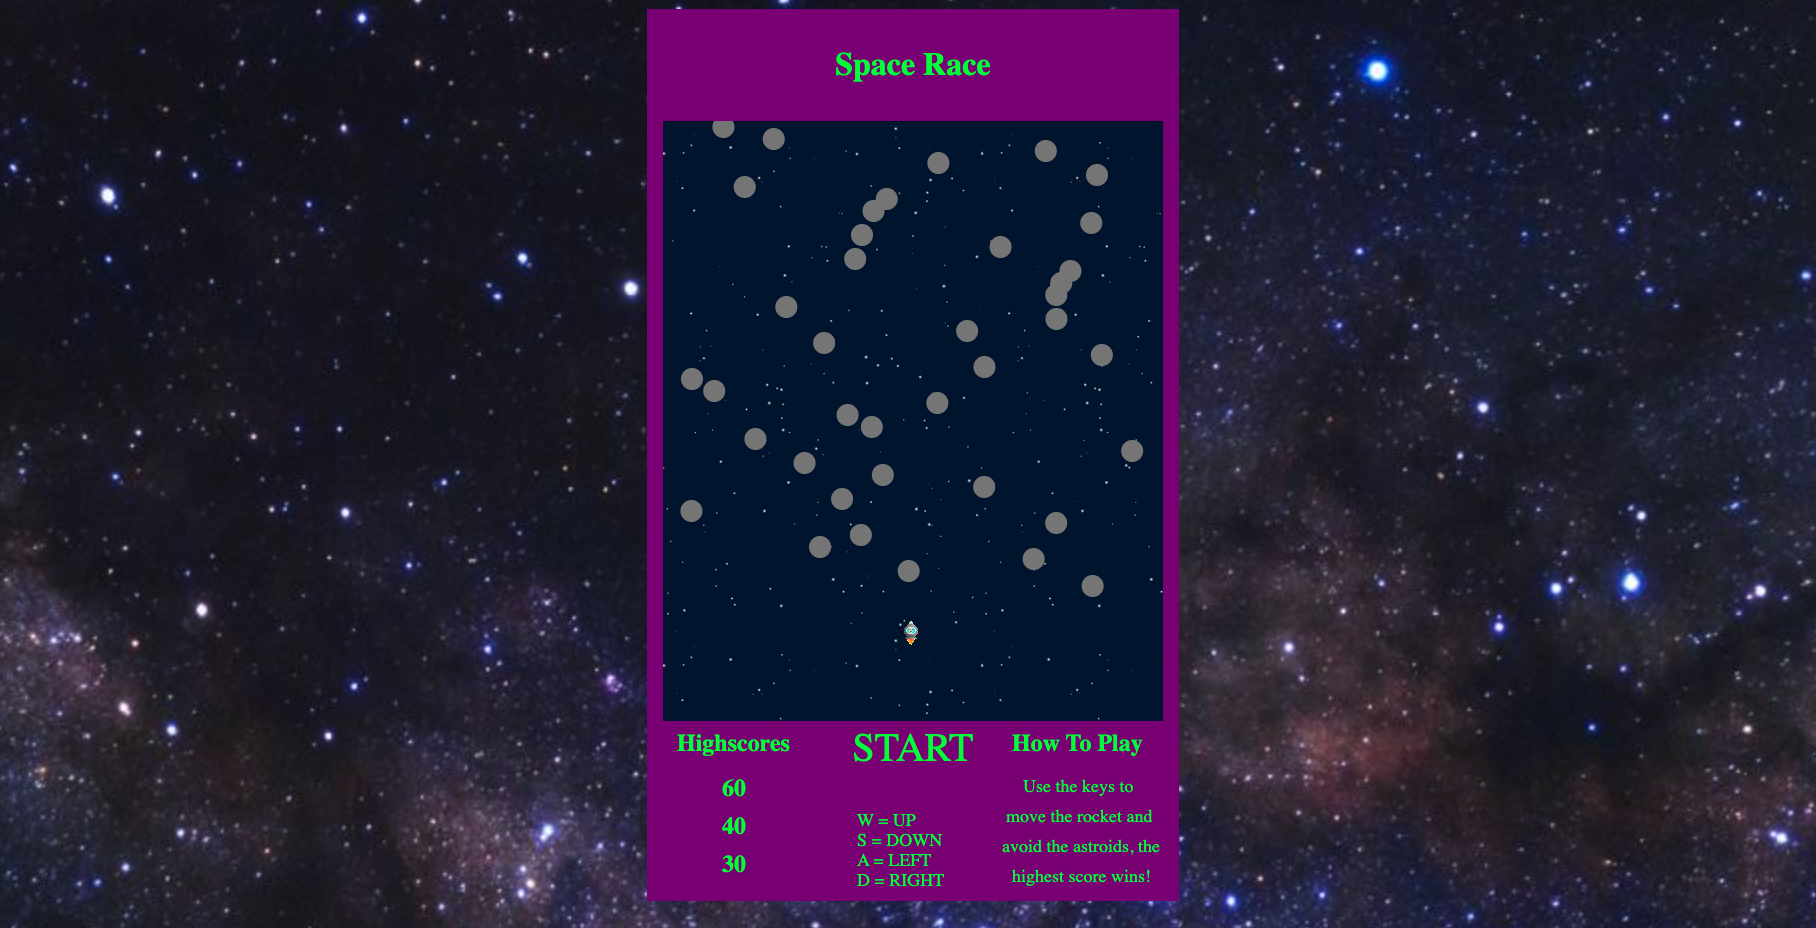 Space Race
Highscores
60
40
30
START
W = UP
S = DOWN
A = LEFT
D = RIGHT
How To Play
Use the keys to
move the rocket and
avoid the astroids, the
highest score wins!